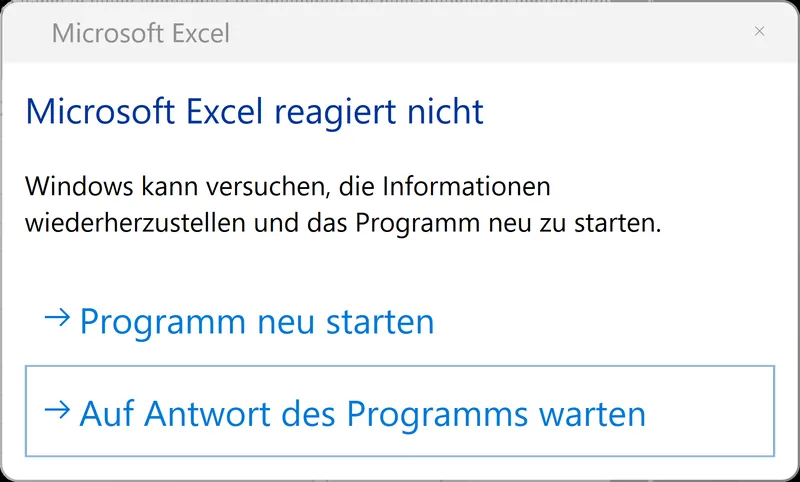 Microsoft Excel
Microsoft Excel reagiert nicht
Windows kann versuchen, die Informationen
wiederherzustellen und das Programm neu zu starten.
→ Programm neu starten
→ Auf Antwort des Programms warten